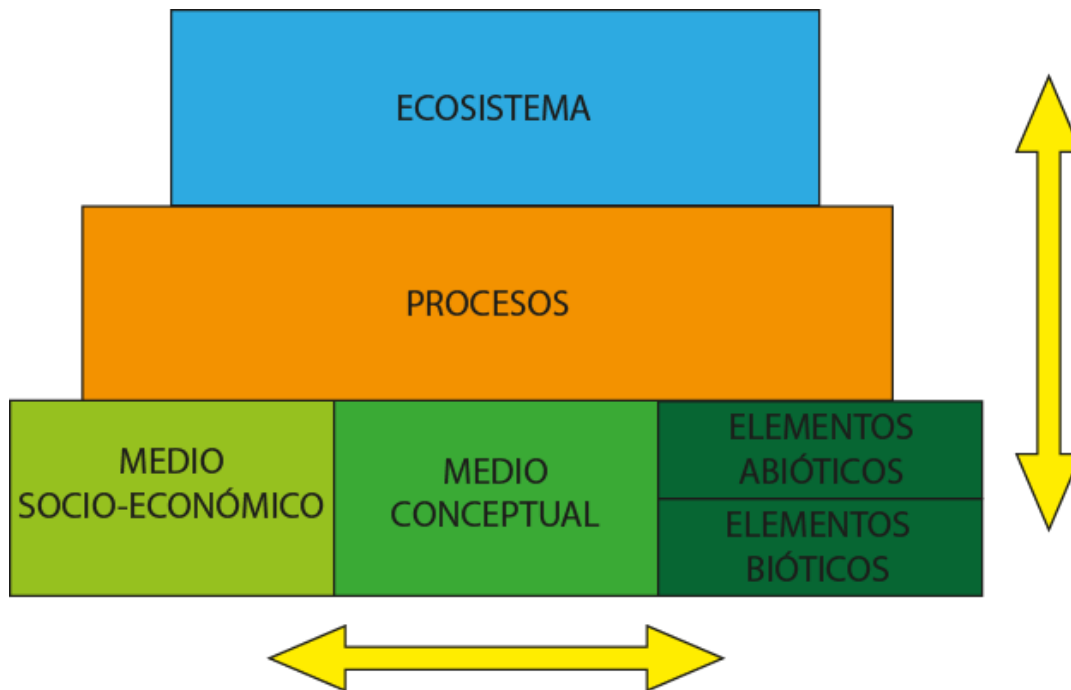 ECOSISTEMA
PROCESOS
MEDIO
SOCIO-ECONÓMICO
MEDIO
CONCEPTUAL
ELEMENTOS
ABIÓTICOS
ELEMENTOS
BIÓTICOS